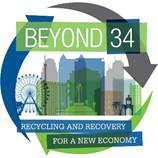 BEYOND 34
RECYCLING AND RECOVERY
FOR A NEW ECONOMY